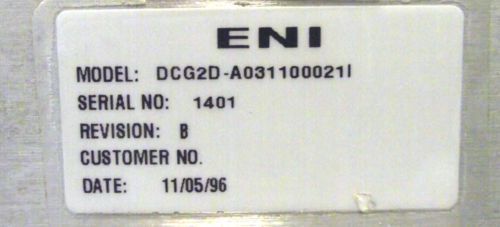 ENI
MODEL: DCG2D-A031100021I
SERIAL NO: 1401
REVISION: B
CUSTOMER NO.
DATE: 11/05/96